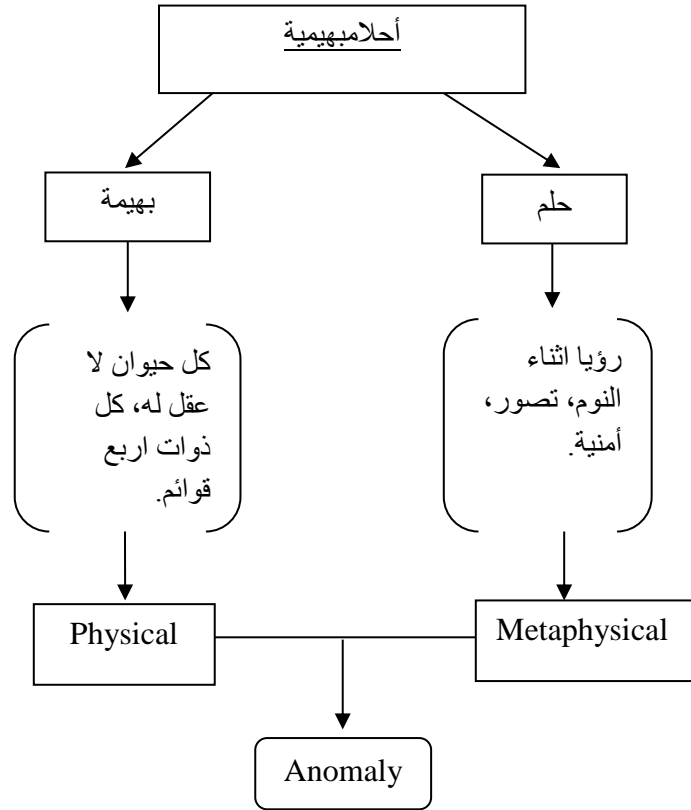 أحلامبهيمية
حلم
بهيمة
رؤيا اثناء
النوم، تصور،
أمنية.
كل حيوان لا
عقل له، كل
ذوات اربع
قوائم.
Physical
Metaphysical
Anomaly